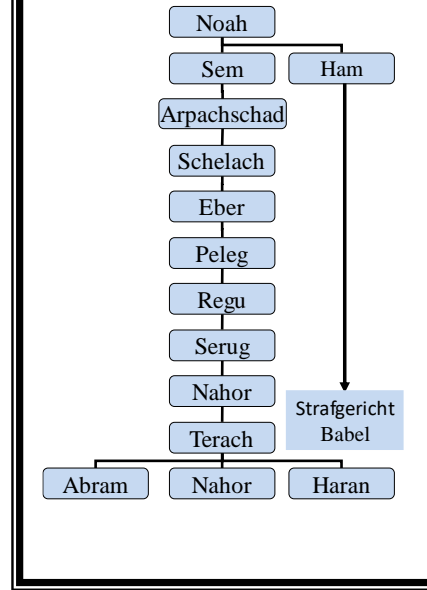 Noah
Sem Ham
Arpachschad
Schelach
Eber
Peleg
Regu
Serug
Nahor
Strafgericht
Babel
Terach
Abram Nahor Haran